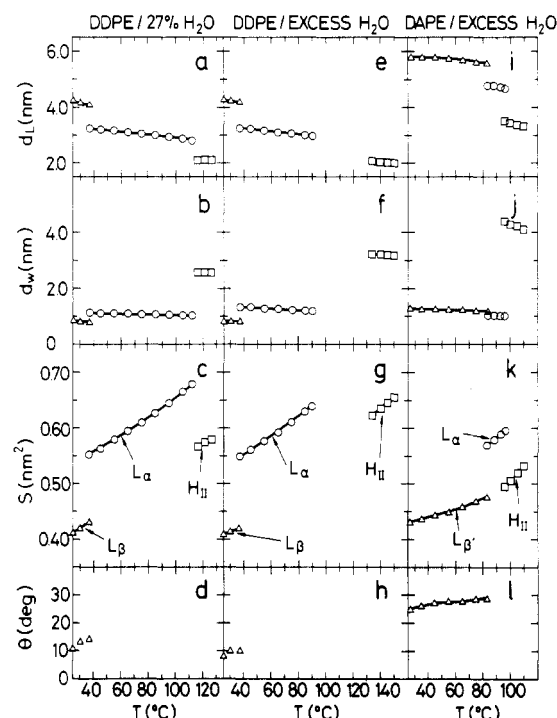 DDPE / 27% H₂O DDPE / EXCESS H₂O DAPE / EXCESS H₂O
6.0 a e i
d_L (nm)
4.0
2.0
b f j
d_w (nm)
4.0
2.0
0
c g k
0.70
S (nm²)
0.60
0.50
0.40
L_α H_II L_β
L_α H_II L_β
L_α H_II L_β'
d h l
30
θ (deg)
20
10
0
40 60 80 100 120 40 60 80 100 120 140 40 60 80 100
T (°C) T (°C) T (°C)